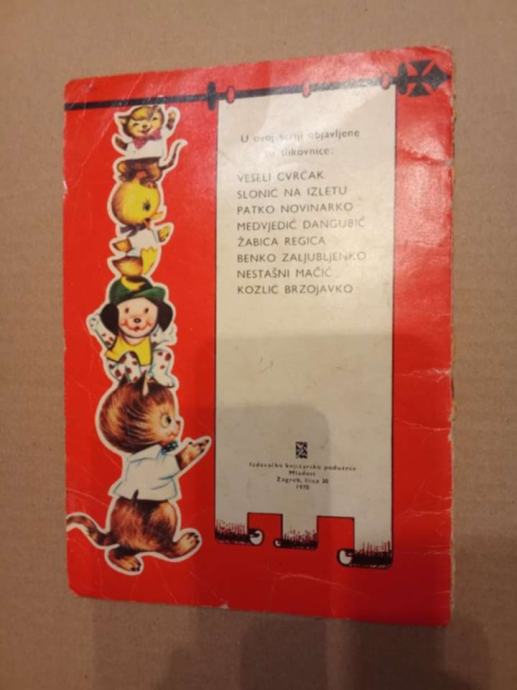 U ovoj seriji objavljene
su slikovnice:
VESELI CVRČAK
SLONIĆ NA IZLETU
PATKO NOVINARKO
MEDVJEDIĆ DANGUBIĆ
ŽABICA REGICA
BENKO ZALJUBLJENKO
NESTAŠNI MAČIĆ
KOZLIĆ BRZOJAVKO
Izdavačko knjižarsko poduzeće
Mladost
Zagreb, Ilica 30
1970